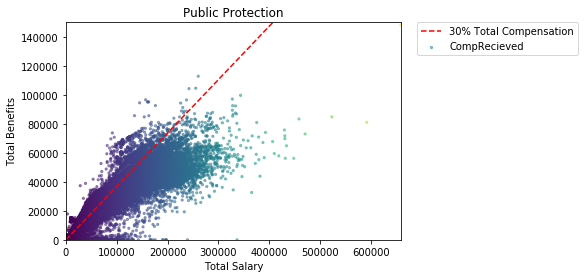 Public Protection
30% Total Compensation
CompRecieved
Total Benefits
140000
120000
100000
80000
60000
40000
20000
0
0 100000 200000 300000 400000 500000 600000
Total Salary